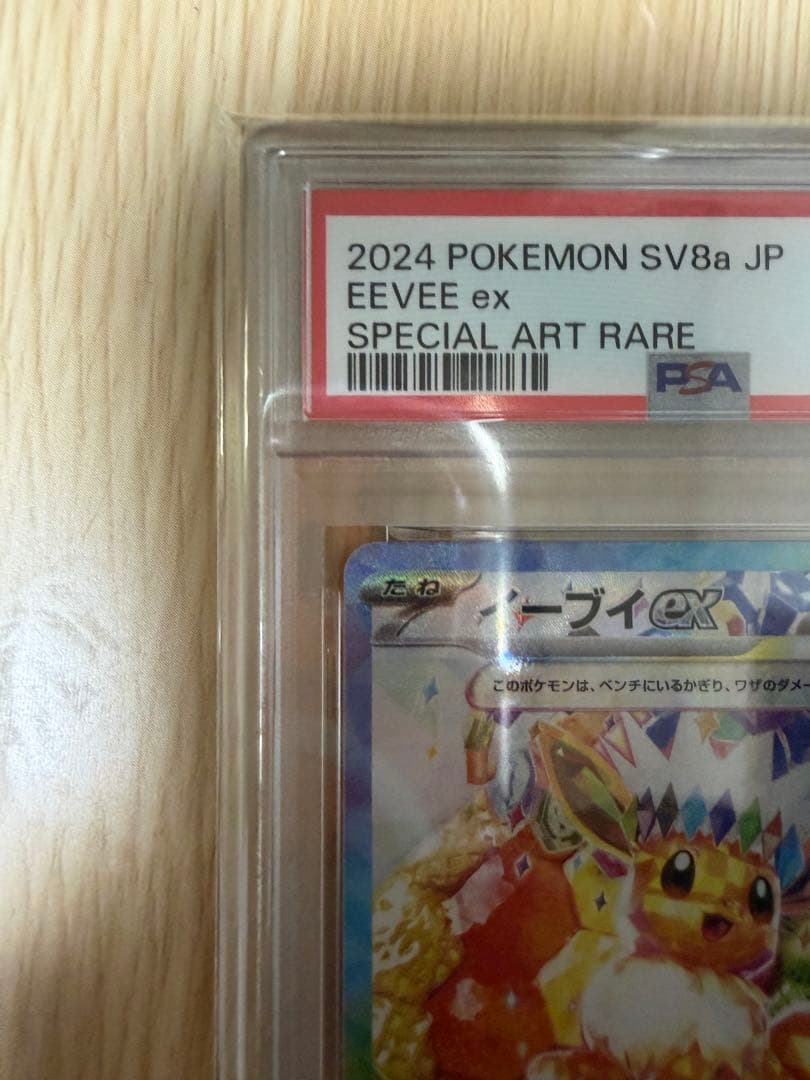 2024 POKEMON SV8a JP
EEVEE ex
SPECIAL ART RARE
PSA
たね
イーブイex
このポケモンは、ベンチにいるかぎり、ワザのダメー